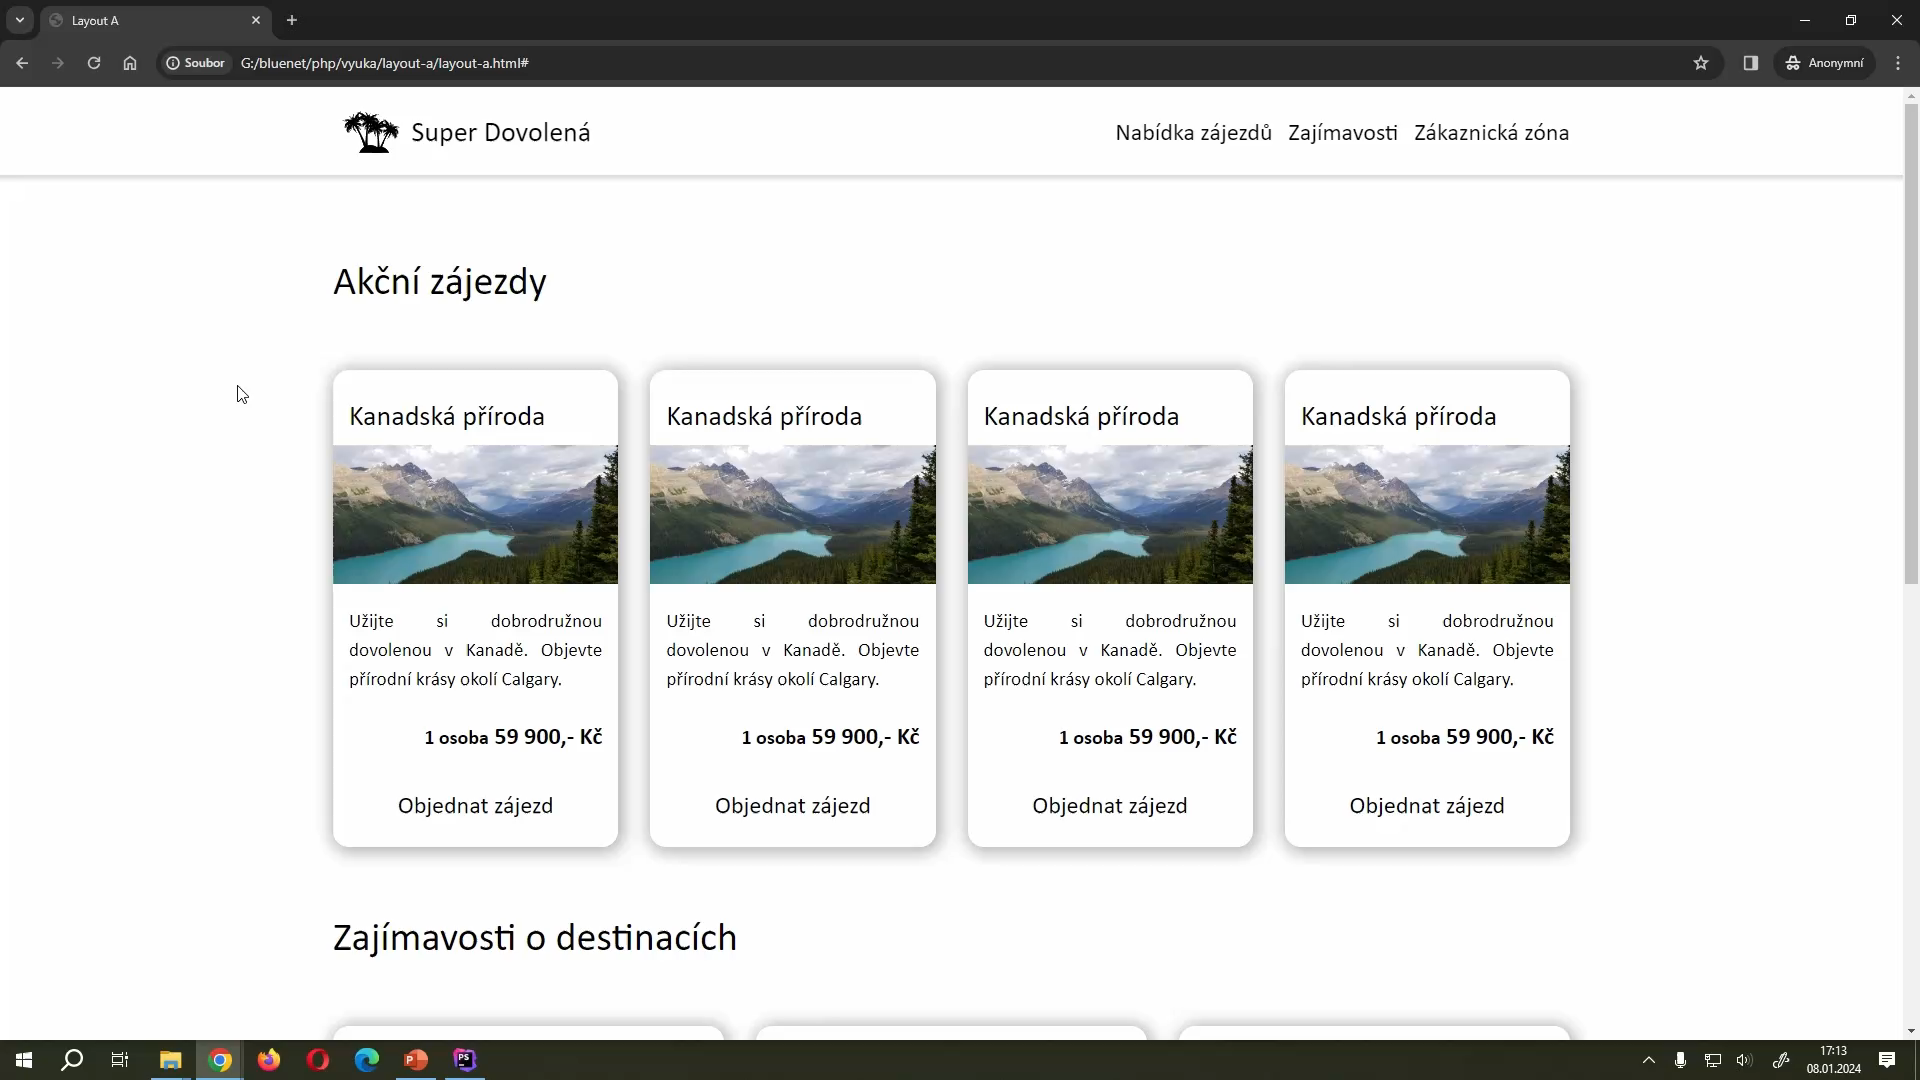 Layout A
Soubor
G:/bluenet/php/vyuka/layout-a/layout-a.html#
Anonymní
Super Dovolená
Nabídka zájezdů
Zajímavosti
Zákaznická zóna
Akční zájezdy
Kanadská příroda
Užijte si dobrodružnou
dovolenou v Kanadě. Objevte
přírodní krásy okolí Calgary.
1 osoba 59 900,- Kč
Objednat zájezd
Kanadská příroda
Užijte si dobrodružnou
dovolenou v Kanadě. Objevte
přírodní krásy okolí Calgary.
1 osoba 59 900,- Kč
Objednat zájezd
Kanadská příroda
Užijte si dobrodružnou
dovolenou v Kanadě. Objevte
přírodní krásy okolí Calgary.
1 osoba 59 900,- Kč
Objednat zájezd
Kanadská příroda
Užijte si dobrodružnou
dovolenou v Kanadě. Objevte
přírodní krásy okolí Calgary.
1 osoba 59 900,- Kč
Objednat zájezd
Zajímavosti o destinacích
P
PS
17:13
08.01.2024